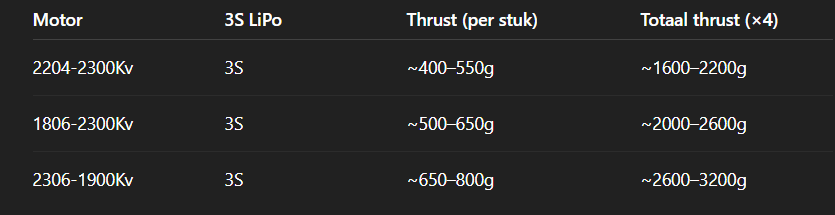 Motor 3S LiPo Thrust (per stuk) Totaal thrust (×4)
2204-2300Kv 3S ~400–550g ~1600–2200g
1806-2300Kv 3S ~500–650g ~2000–2600g
2306-1900Kv 3S ~650–800g ~2600–3200g